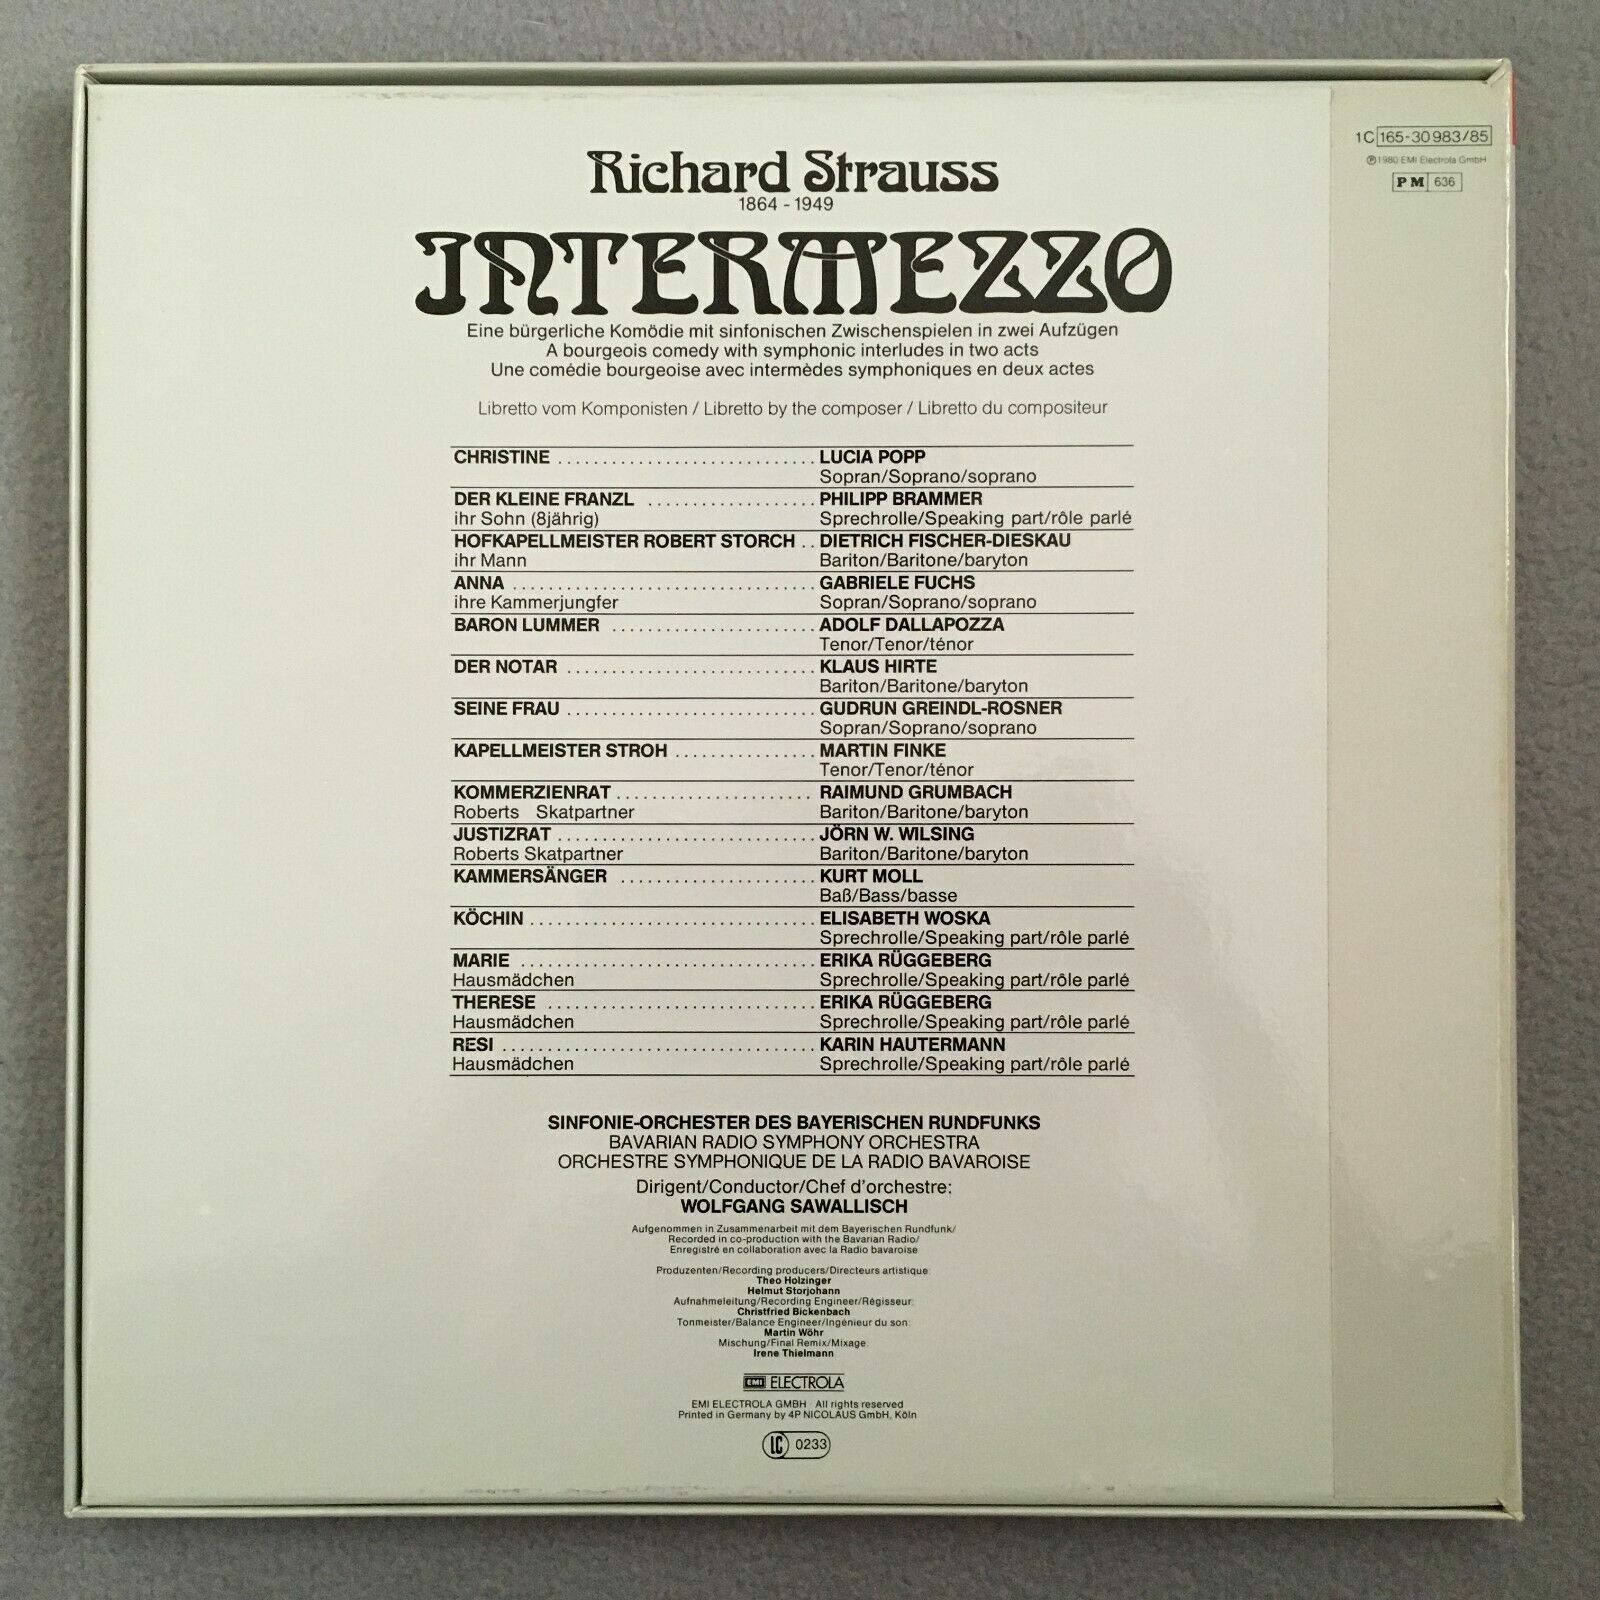 1C 165-30 983/85
℗1980 EMI Electrola GmbH
PM 636
Richard Strauss
1864 - 1949
INTERMEZZO
Eine bürgerliche Komödie mit sinfonischen Zwischenspielen in zwei Aufzügen
A bourgeois comedy with symphonic interludes in two acts
Une comédie bourgeoise avec intermèdes symphoniques en deux actes
Libretto vom Komponisten / Libretto by the composer / Libretto du compositeur
CHRISTINE ............................ LUCIA POPP
Sopran/Soprano/soprano
DER KLEINE FRANZL .................. PHILIPP BRAMMER
ihr Sohn (8jährig) Sprechrolle/Speaking part/rôle parlé
HOFKAPELLMEISTER ROBERT STORCH .. DIETRICH FISCHER-DIESKAU
ihr Mann Bariton/Baritone/baryton
ANNA ................................. GABRIELE FUCHS
ihre Kammerjungfer Sopran/Soprano/soprano
BARON LUMMER ...................... ADOLF DALLAPOZZA
Tenor/Tenor/ténor
DER NOTAR ........................... KLAUS HIRTE
Bariton/Baritone/baryton
SEINE FRAU ........................... GUDRUN GREINDL-ROSNER
Sopran/Soprano/soprano
KAPELLMEISTER STROH ............... MARTIN FINKE
Tenor/Tenor/ténor
KOMMERZIENRAT ..................... RAIMUND GRUMBACH
Roberts Skatpartner Bariton/Baritone/baryton
JUSTIZRAT ............................ JÖRN W. WILSING
Roberts Skatpartner Bariton/Baritone/baryton
KAMMERSÄNGER ..................... KURT MOLL
Baß/Bass/basse
KÖCHIN ............................... ELISABETH WOSKA
Sprechrolle/Speaking part/rôle parlé
MARIE ................................ ERIKA RÜGGEBERG
Hausmädchen Sprechrolle/Speaking part/rôle parlé
THERESE ............................. ERIKA RÜGGEBERG
Hausmädchen Sprechrolle/Speaking part/rôle parlé
RESI .................................. KARIN HAUTERMANN
Hausmädchen Sprechrolle/Speaking part/rôle parlé
SINFONIE-ORCHESTER DES BAYERISCHEN RUNDFUNKS
BAVARIAN RADIO SYMPHONY ORCHESTRA
ORCHESTRE SYMPHONIQUE DE LA RADIO BAVAROISE
Dirigent/Conductor/Chef d'orchestre:
WOLFGANG SAWALLISCH
Aufgenommen in Zusammenarbeit mit dem Bayerischen Rundfunk/
Recorded in co-production with the Bavarian Radio/
Enregistré en collaboration avec la Radio bavaroise
Produzenten/Recording producers/Directeurs artistique:
Theo Holzinger
Helmut Storjohann
Aufnahmeleitung/Recording Engineer/Régisseur:
Christfried Bickenbach
Tonmeister/Balance Engineer/Ingénieur du son:
Martin Wöhr
Mischung/Final Remix/Mixage:
Irene Thielmann
EMI ELECTROLA
EMI ELECTROLA GMBH All rights reserved
Printed in Germany by 4P NICOLAUS GmbH, Köln
LC 0233